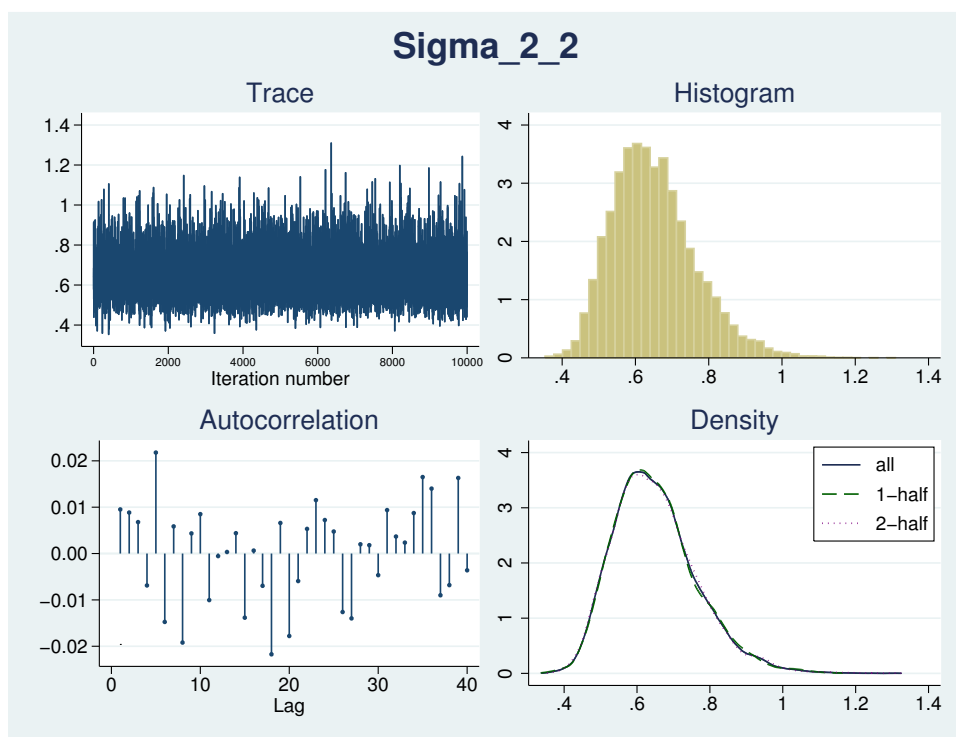 Sigma_2_2
Trace
1.4
1.2
1
.8
.6
.4
0 2000 4000 6000 8000 10000
Iteration number
Histogram
4
3
2
1
0
.4 .6 .8 1 1.2 1.4
Autocorrelation
0.02
0.01
0.00
−0.01
−0.02
0 10 20 30 40
Lag
Density
4
3
2
1
0
all
1−half
2−half
.4 .6 .8 1 1.2 1.4